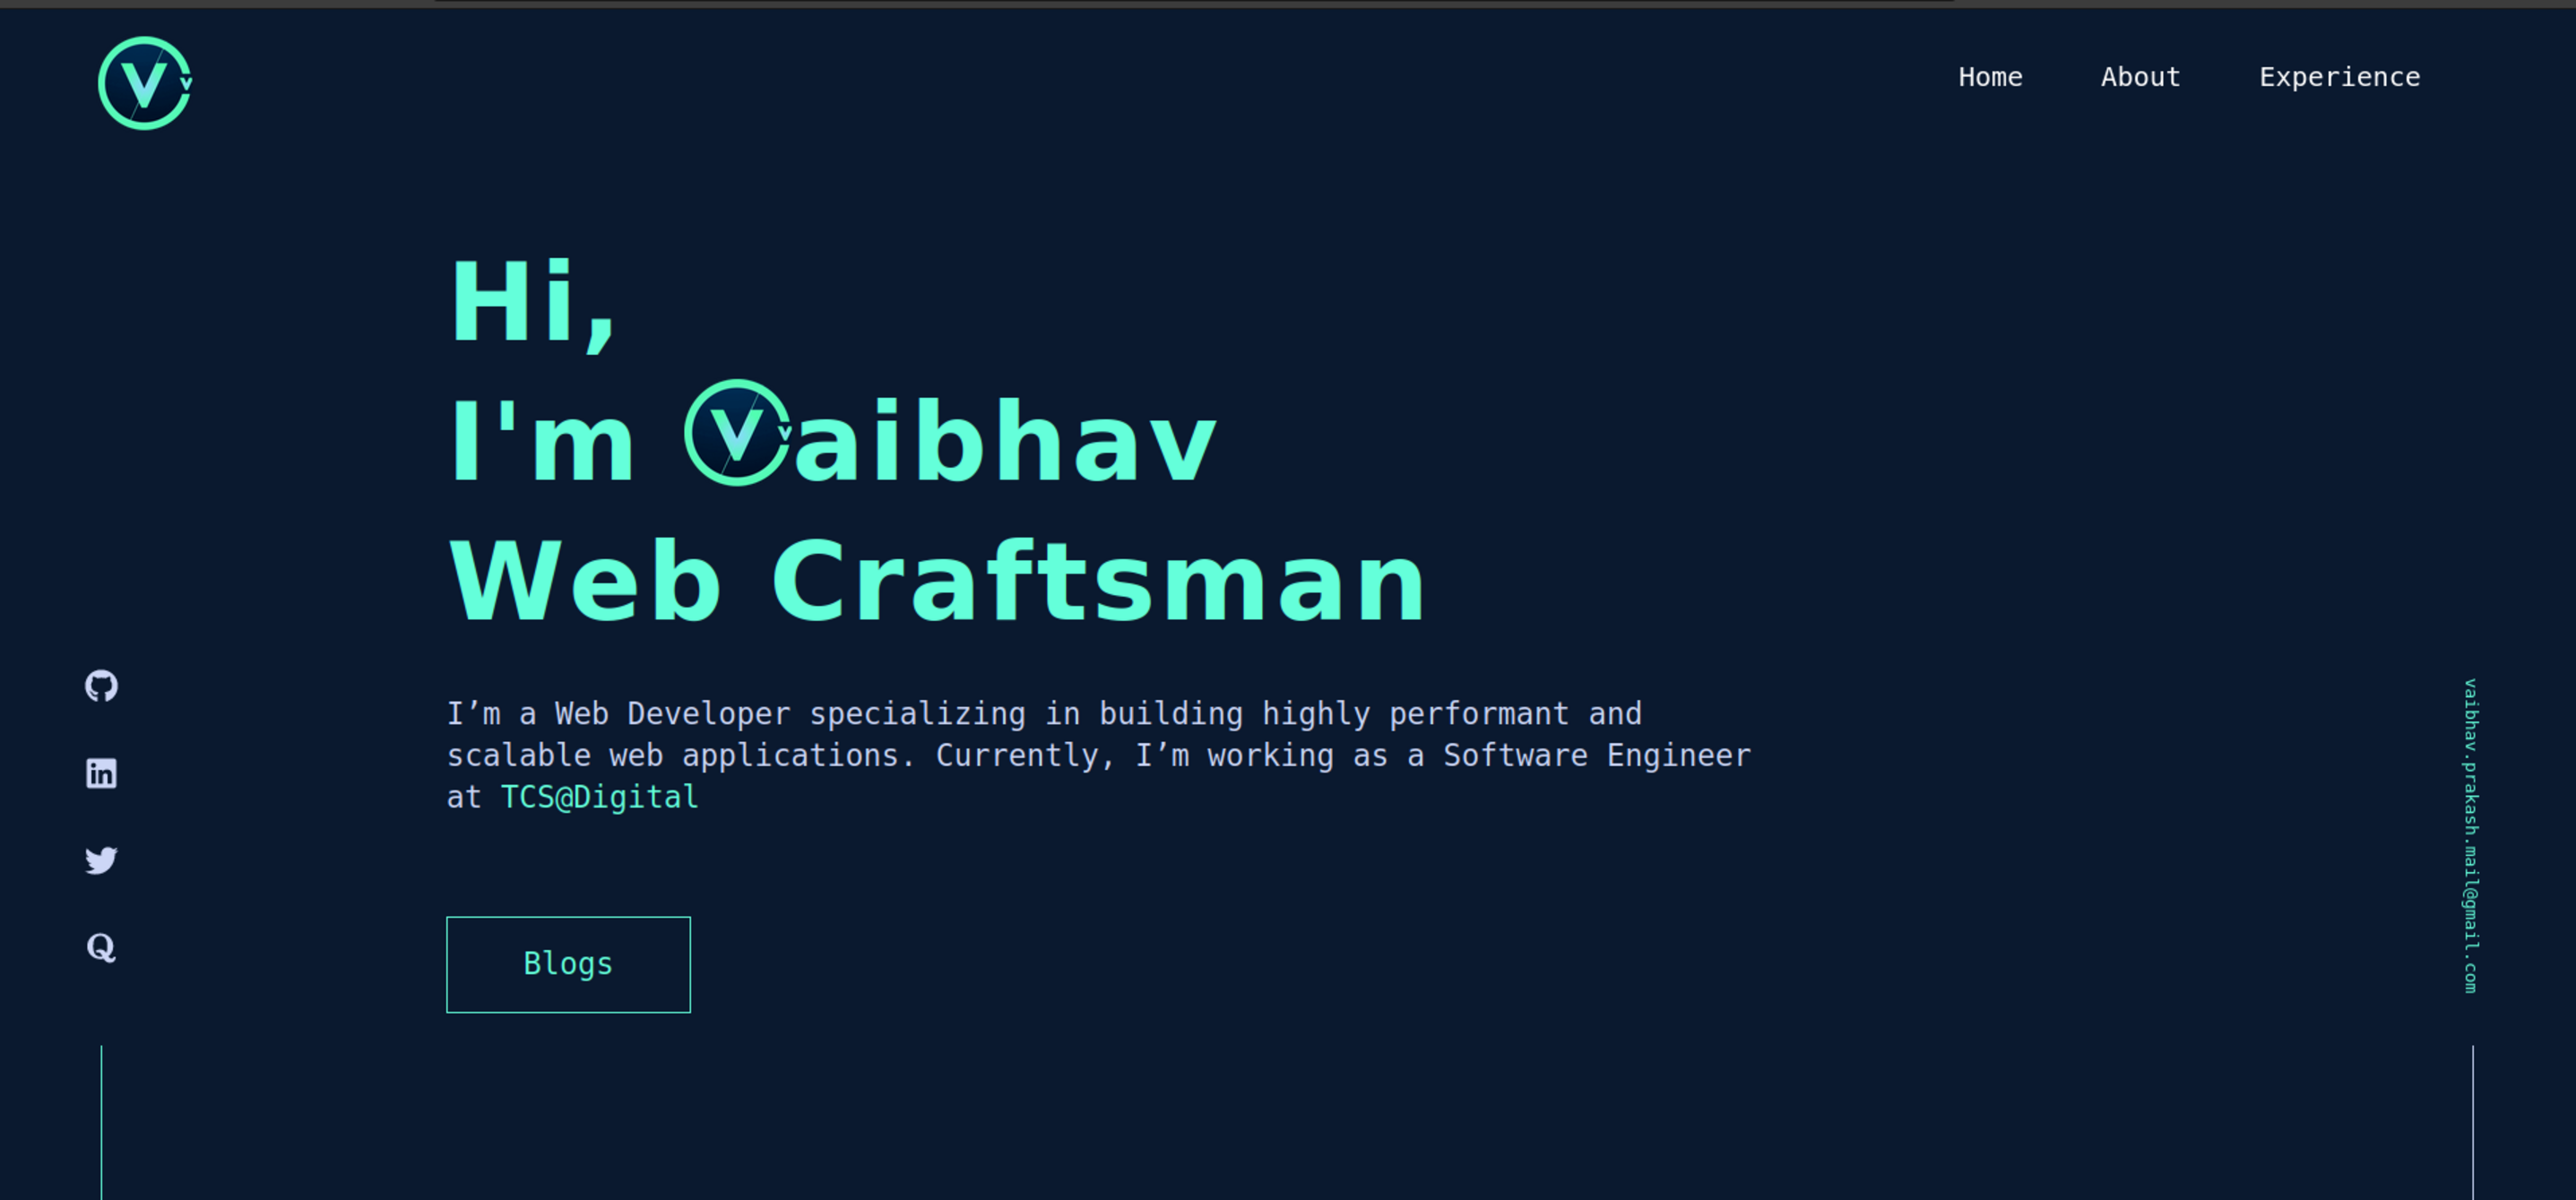 V v
Home About Experience
Hi,
I'm Vaibhav
Web Craftsman
I’m a Web Developer specializing in building highly performant and
scalable web applications. Currently, I’m working as a Software Engineer
at TCS@Digital
Blogs
in
Q
vaibhav.prakash.mail@gmail.com